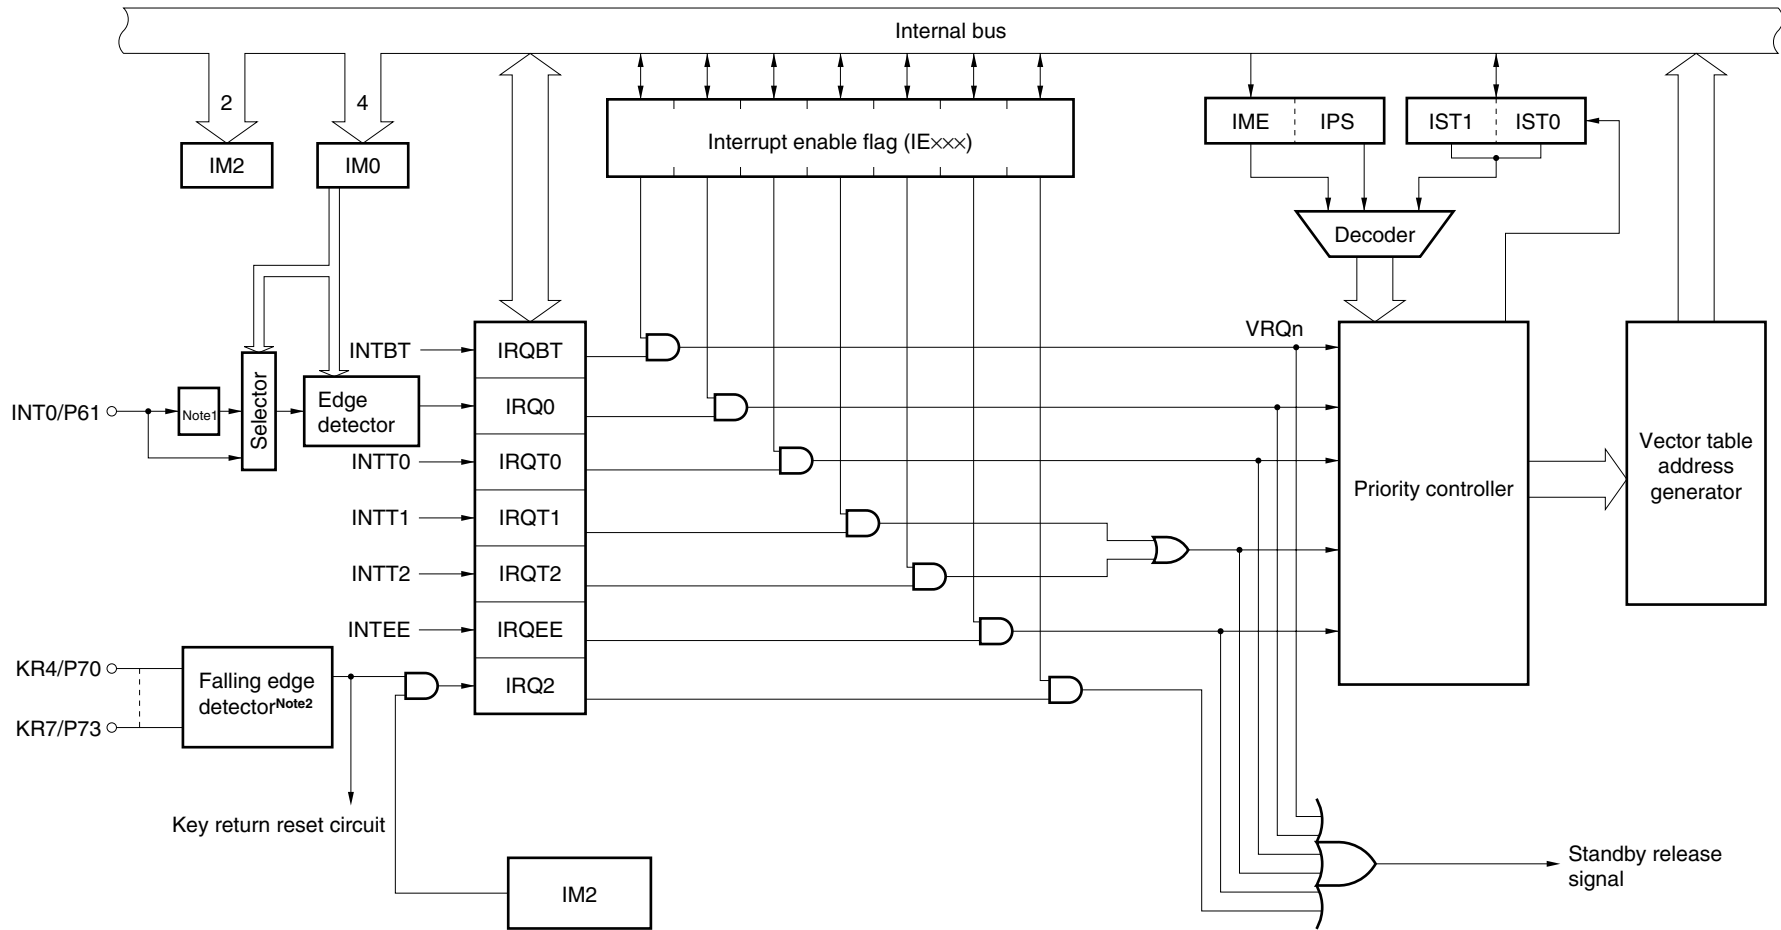 Internal bus
2
4
IM2
IM0
Interrupt enable flag (IE×××)
IME
IPS
IST1
IST0
Decoder
VRQn
INTBT
IRQBT
INT0/P61
Note1
Selector
Edge
detector
IRQ0
INTT0
IRQT0
INTT1
IRQT1
INTT2
IRQT2
INTEE
IRQEE
IRQ2
Priority controller
Vector table
address
generator
KR4/P70
KR7/P73
Falling edge
detectorNote2
Key return reset circuit
IM2
Standby release
signal